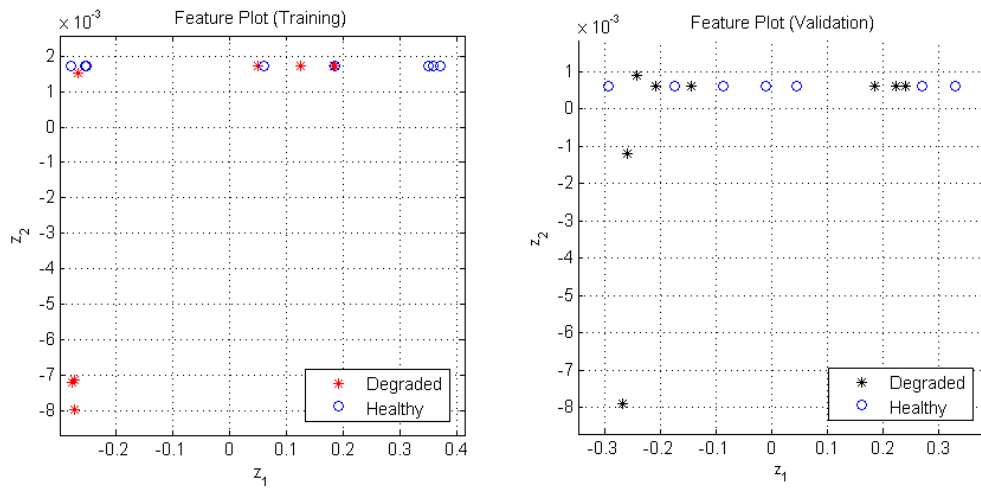 Feature Plot (Training)
× 10⁻³
2
1
0
-1
-2
-3
-4
-5
-6
-7
-8
z₂
-0.2 -0.1 0 0.1 0.2 0.3 0.4
z₁
Degraded
Healthy
Feature Plot (Validation)
× 10⁻³
1
0
-1
-2
-3
-4
-5
-6
-7
-8
z₂
-0.3 -0.2 -0.1 0 0.1 0.2 0.3
z₁
Degraded
Healthy